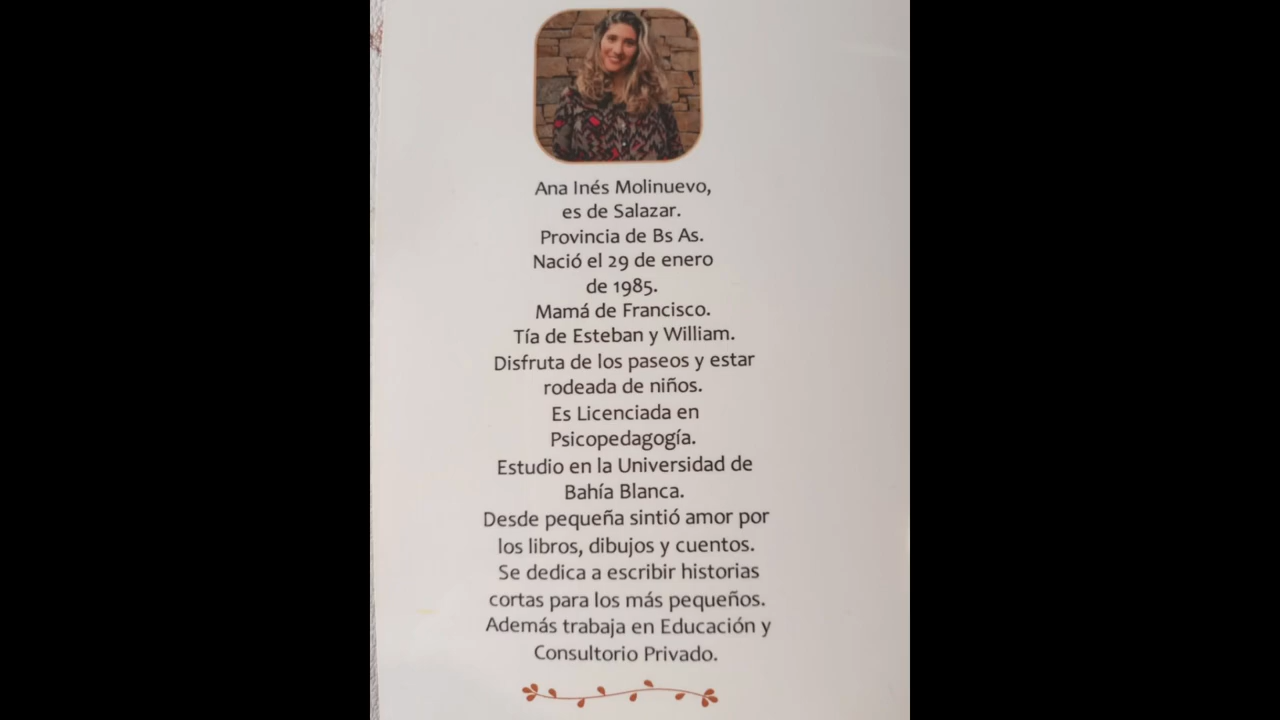 Ana Inés Molinuevo,
es de Salazar.
Provincia de Bs As.
Nació el 29 de enero
de 1985.
Mamá de Francisco.
Tía de Esteban y William.
Disfruta de los paseos y estar
rodeada de niños.
Es Licenciada en
Psicopedagogía.
Estudio en la Universidad de
Bahía Blanca.
Desde pequeña sintió amor por
los libros, dibujos y cuentos.
Se dedica a escribir historias
cortas para los más pequeños.
Además trabaja en Educación y
Consultorio Privado.